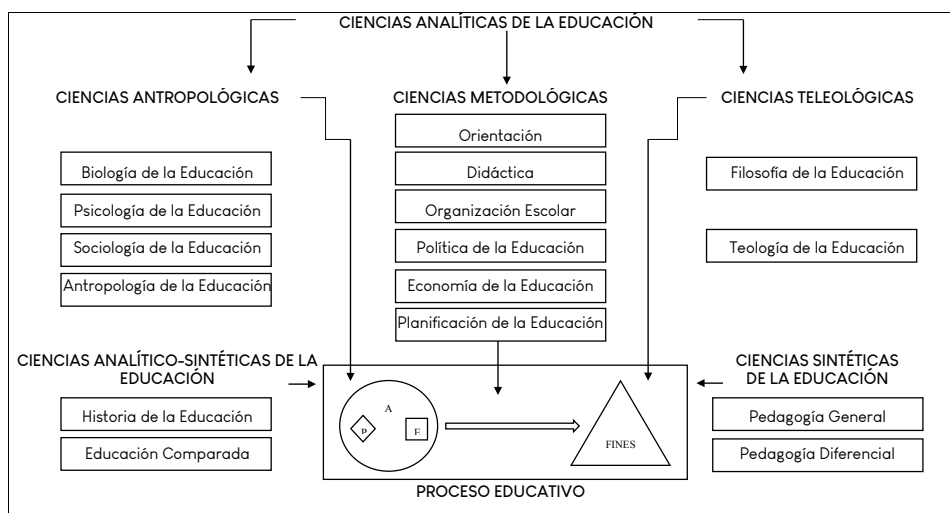 CIENCIAS ANALÍTICAS DE LA EDUCACIÓN
CIENCIAS ANTROPOLÓGICAS
Biología de la Educación
Psicología de la Educación
Sociología de la Educación
Antropología de la Educación
CIENCIAS METODOLÓGICAS
Orientación
Didáctica
Organización Escolar
Política de la Educación
Economía de la Educación
Planificación de la Educación
CIENCIAS TELEOLÓGICAS
Filosofía de la Educación
Teología de la Educación
CIENCIAS ANALÍTICO-SINTÉTICAS DE LA
EDUCACIÓN
Historia de la Educación
Educación Comparada
A
P
E
FINES
PROCESO EDUCATIVO
CIENCIAS SINTÉTICAS
DE LA EDUCACIÓN
Pedagogía General
Pedagogía Diferencial